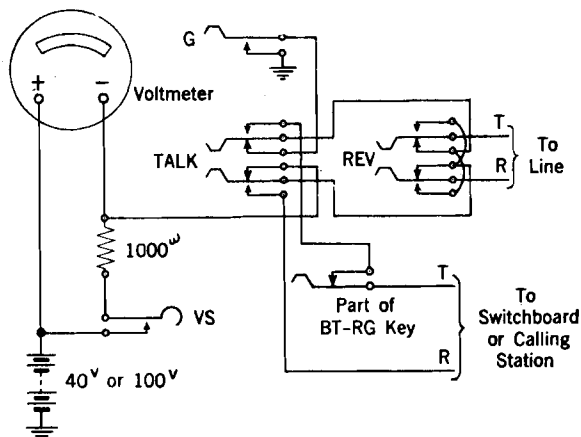 G
+ −
Voltmeter
T
TALK
REV
To
Line
R
1000ω
T
Part of
BT-RG Key
To
Switchboard
or Calling
Station
VS
R
40V or 100V